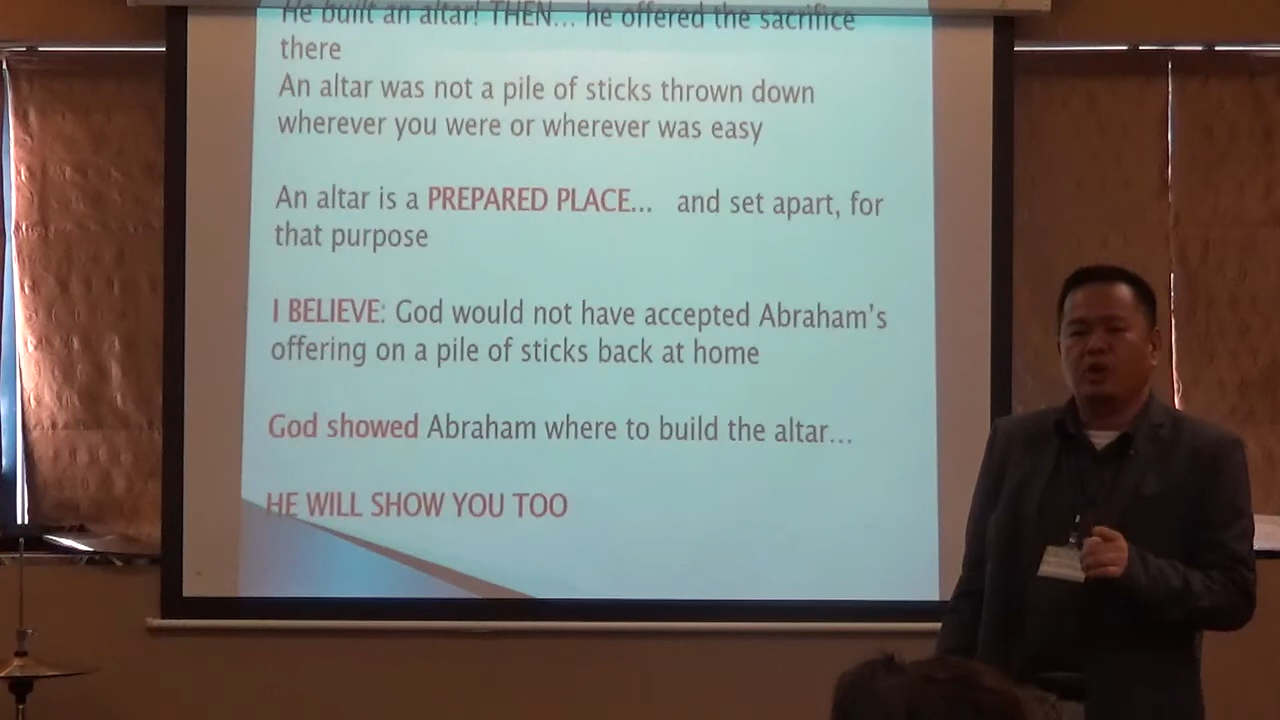 He built an altar! THEN... he offered the sacrifice
there
An altar was not a pile of sticks thrown down
wherever you were or wherever was easy
An altar is a PREPARED PLACE... and set apart, for
that purpose
I BELIEVE: God would not have accepted Abraham's
offering on a pile of sticks back at home
God showed Abraham where to build the altar...
HE WILL SHOW YOU TOO